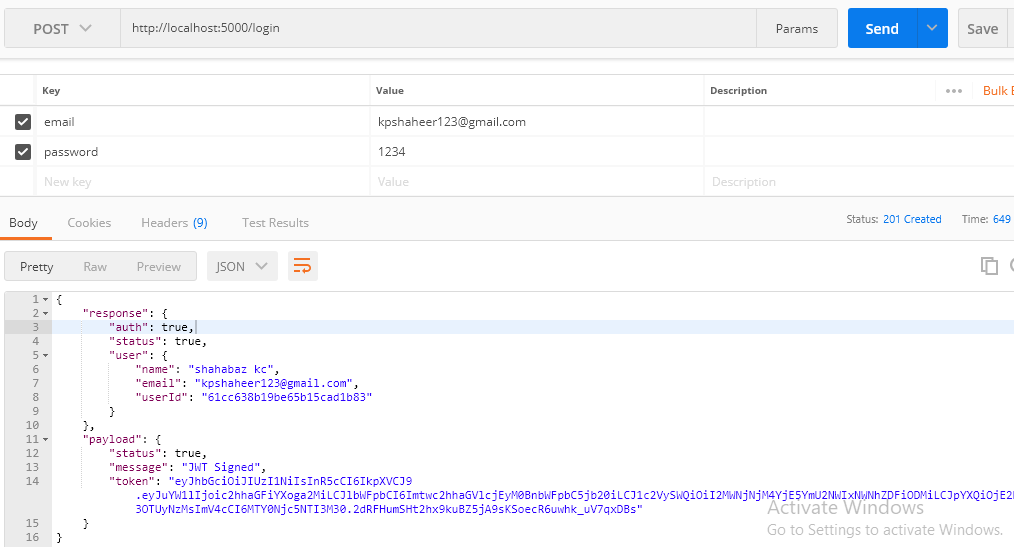 POST http://localhost:5000/login Params Send Save
Key Value Description Bulk
email kpshaheer123@gmail.com
password 1234
New key Value Description
Body Cookies Headers (9) Test Results Status: 201 Created Time: 649
Pretty Raw Preview JSON
1 {
2 "response": {
3 "auth": true,
4 "status": true,
5 "user": {
6 "name": "shahabaz kc",
7 "email": "kpshaheer123@gmail.com",
8 "userId": "61cc638b19be65b15cad1b83"
9 }
10 },
11 "payload": {
12 "status": true,
13 "message": "JWT Signed",
14 "token": "eyJhbGciOiJIUzI1NiIsInR5cCI6IkpXVCJ9
.eyJuYW1lIjoic2hhaGFiYXoga2MiLCJlbWFpbCI6Imtwc2hhaGVlcjEyM0BnbWFpbC5jb20iLCJ1c2VySWQiOiI2MWNjNjM4YjE5YmU2NWIxNWNhZDFiODMiLCJpYXQiOjE2
3OTUyNzMsImV4cCI6MTY0Njc5NTI3M30.2dRFHumSHt2hx9kuBZ5jA9sKSoecR6uwhk_uV7qxDBs"
15 }
16 }
Activate Windows
Go to Settings to activate Windows.